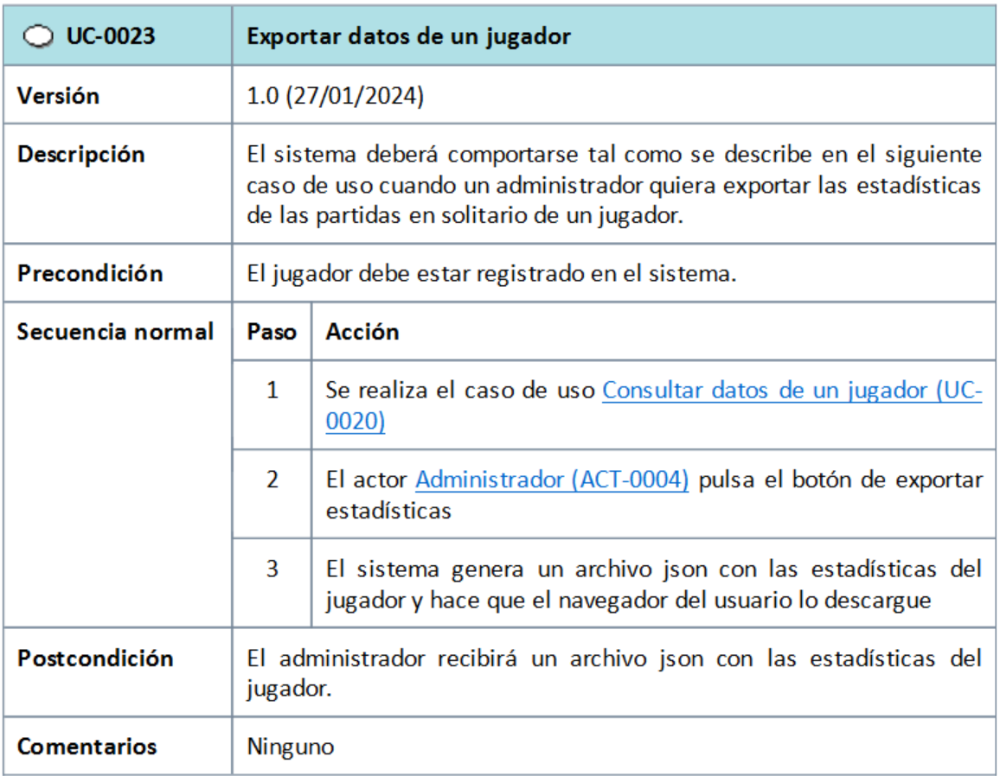 UC-0023 Exportar datos de un jugador
Versión 1.0 (27/01/2024)
Descripción El sistema deberá comportarse tal como se describe en el siguiente
caso de uso cuando un administrador quiera exportar las estadísticas
de las partidas en solitario de un jugador.
Precondición El jugador debe estar registrado en el sistema.
Secuencia normal Paso Acción
1 Se realiza el caso de uso Consultar datos de un jugador (UC-
0020)
2 El actor Administrador (ACT-0004) pulsa el botón de exportar
estadísticas
3 El sistema genera un archivo json con las estadísticas del
jugador y hace que el navegador del usuario lo descargue
Postcondición El administrador recibirá un archivo json con las estadísticas del
jugador.
Comentarios Ninguno